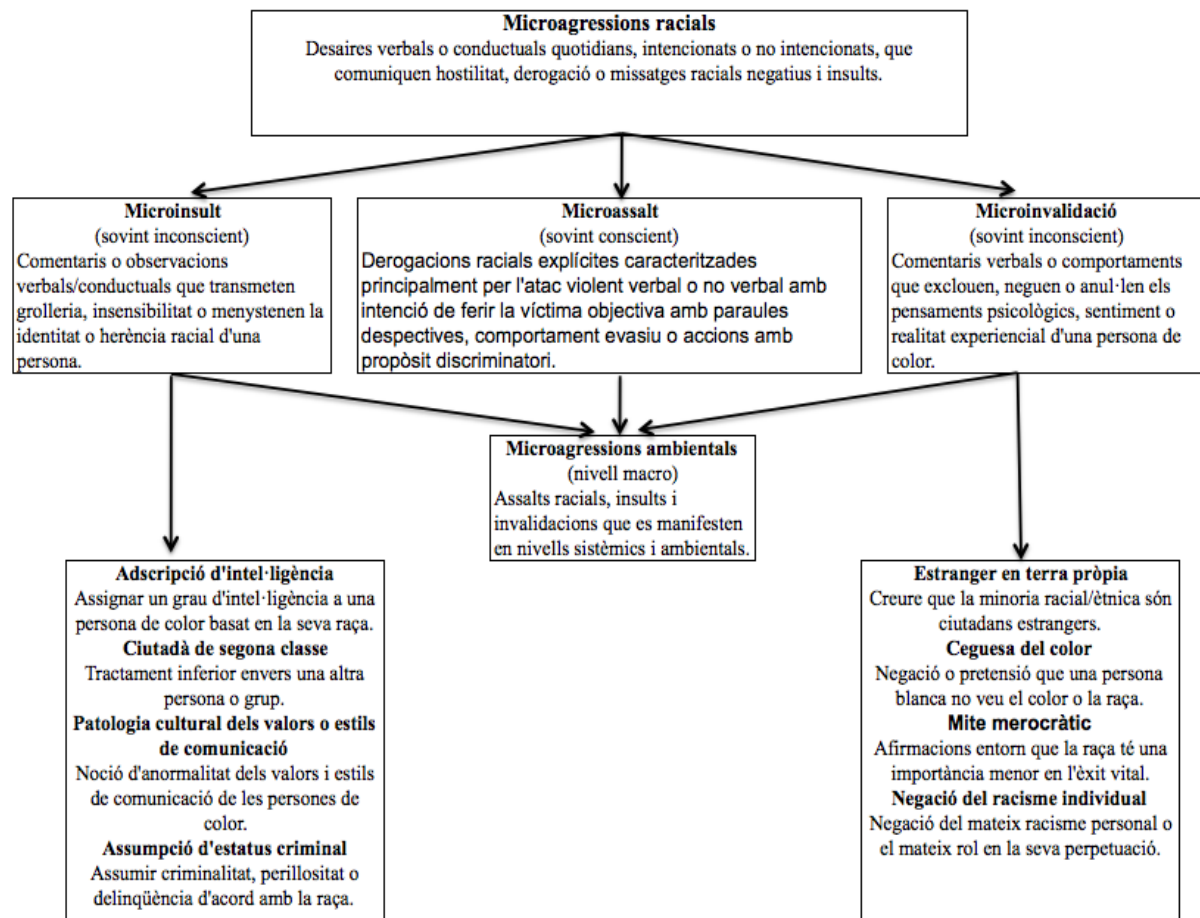 Microagressions racials
Desaires verbals o conductuals quotidians, intencionats o no intencionats, que
comuniquen hostilitat, derogació o missatges racials negatius i insults.
Microinsult
(sovint inconscient)
Comentaris o observacions
verbals/conductuals que transmeten
grolleria, insensibilitat o menystenen la
identitat o herència racial d'una
persona.
Microassalt
(sovint conscient)
Derogacions racials explícites caracteritzades
principalment per l'atac violent verbal o no verbal amb
intenció de ferir la víctima objectiva amb paraules
despectives, comportament evasiu o accions amb
propòsit discriminatori.
Microinvalidació
(sovint inconscient)
Comentaris verbals o comportaments
que exclouen, neguen o anul·len els
pensaments psicològics, sentiment o
realitat experiencial d'una persona de
color.
Microagressions ambientals
(nivell macro)
Assalts racials, insults i
invalidacions que es manifesten
en nivells sistèmics i ambientals.
Adscripció d'intel·ligència
Assignar un grau d'intel·ligència a una
persona de color basat en la seva raça.
Ciutadà de segona classe
Tractament inferior envers una altra
persona o grup.
Patologia cultural dels valors o estils
de comunicació
Noció d'anormalitat dels valors i estils
de comunicació de les persones de
color.
Assumpció d'estatus criminal
Assumir criminalitat, perillositat o
delinqüència d'acord amb la raça.
Estranger en terra pròpia
Creure que la minoria racial/ètnica són
ciutadans estrangers.
Ceguesa del color
Negació o pretensió que una persona
blanca no veu el color o la raça.
Mite merocràtic
Afirmacions entorn que la raça té una
importància menor en l'èxit vital.
Negació del racisme individual
Negació del mateix racisme personal o
el mateix rol en la seva perpetuació.